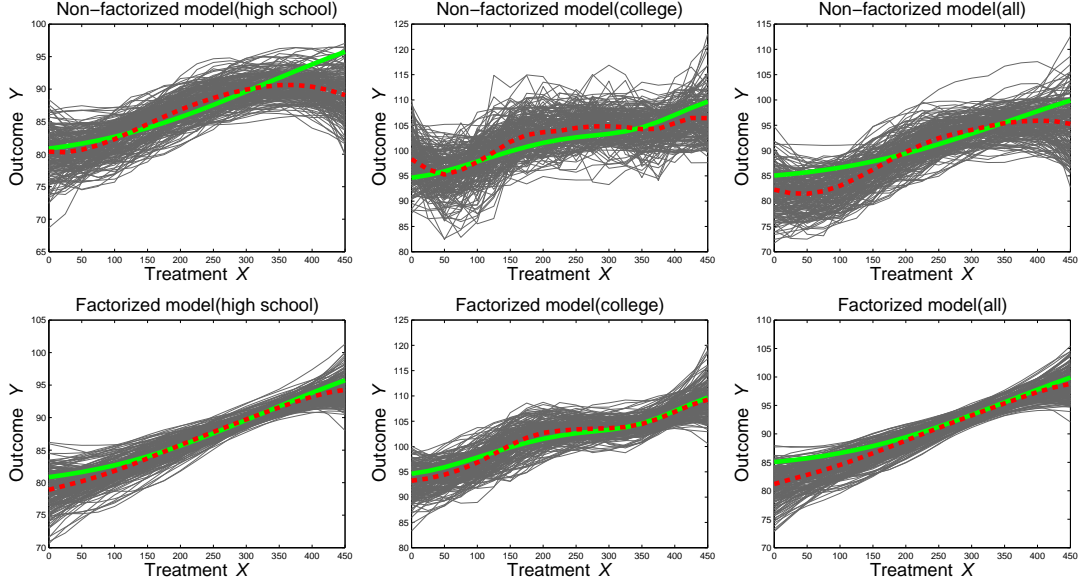 Non-factorized model(high school)
Outcome Y
100
95
90
85
80
75
70
65
0 50 100 150 200 250 300 350 400 450
Treatment X
Non-factorized model(college)
Outcome Y
125
120
115
110
105
100
95
90
85
80
0 50 100 150 200 250 300 350 400 450
Treatment X
Non-factorized model(all)
Outcome Y
115
110
105
100
95
90
85
80
75
70
0 50 100 150 200 250 300 350 400 450
Treatment X
Factorized model(high school)
Outcome Y
105
100
95
90
85
80
75
70
0 50 100 150 200 250 300 350 400 450
Treatment X
Factorized model(college)
Outcome Y
125
120
115
110
105
100
95
90
85
80
0 50 100 150 200 250 300 350 400 450
Treatment X
Factorized model(all)
Outcome Y
110
105
100
95
90
85
80
75
70
0 50 100 150 200 250 300 350 400 450
Treatment X